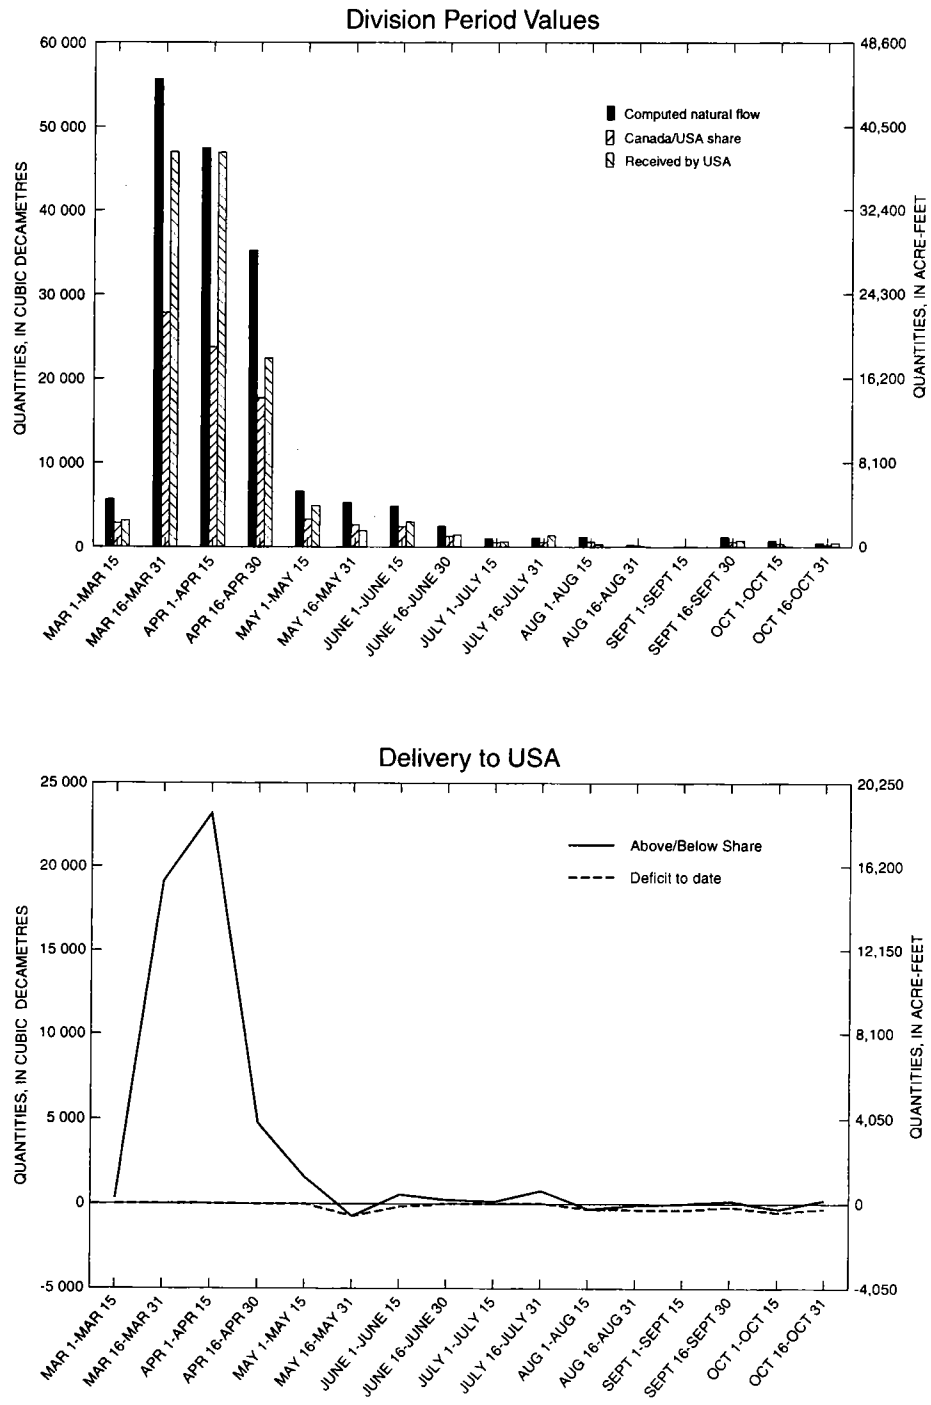 Division Period Values
60 000
50 000
40 000
30 000
20 000
10 000
0
QUANTITIES, IN CUBIC DECAMETRES
48,600
40,500
32,400
24,300
16,200
8,100
0
QUANTITIES, IN ACRE-FEET
Computed natural flow
Canada/USA share
Received by USA
MAR 1-MAR 15
MAR 16-MAR 31
APR 1-APR 15
APR 16-APR 30
MAY 1-MAY 15
MAY 16-MAY 31
JUNE 1-JUNE 15
JUNE 16-JUNE 30
JULY 1-JULY 15
JULY 16-JULY 31
AUG 1-AUG 15
AUG 16-AUG 31
SEPT 1-SEPT 15
SEPT 16-SEPT 30
OCT 1-OCT 15
OCT 16-OCT 31
Delivery to USA
25 000
20 000
15 000
10 000
5 000
0
-5 000
QUANTITIES, IN CUBIC DECAMETRES
20,250
16,200
12,150
8,100
4,050
0
-4,050
QUANTITIES, IN ACRE-FEET
Above/Below Share
Deficit to date
MAR 1-MAR 15
MAR 16-MAR 31
APR 1-APR 15
APR 16-APR 30
MAY 1-MAY 15
MAY 16-MAY 31
JUNE 1-JUNE 15
JUNE 16-JUNE 30
JULY 1-JULY 15
JULY 16-JULY 31
AUG 1-AUG 15
AUG 16-AUG 31
SEPT 1-SEPT 15
SEPT 16-SEPT 30
OCT 1-OCT 15
OCT 16-OCT 31